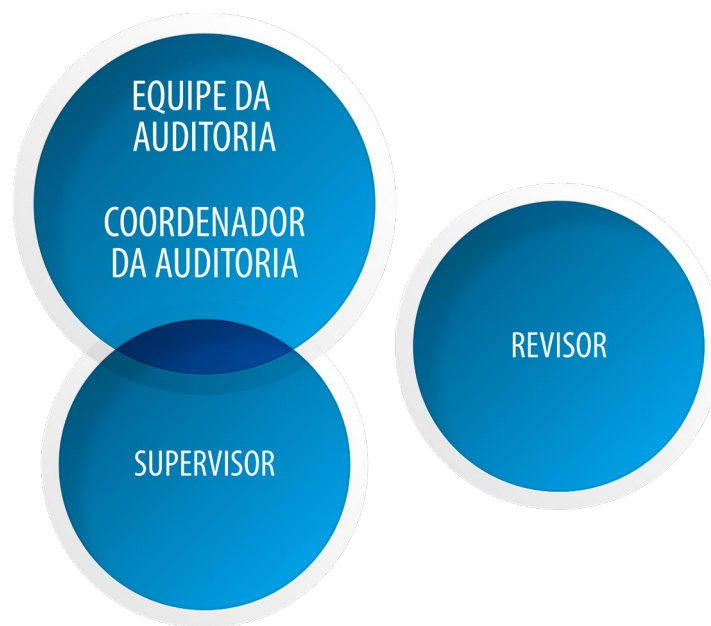 EQUIPE DA
AUDITORIA
COORDENADOR
DA AUDITORIA
REVISOR
SUPERVISOR